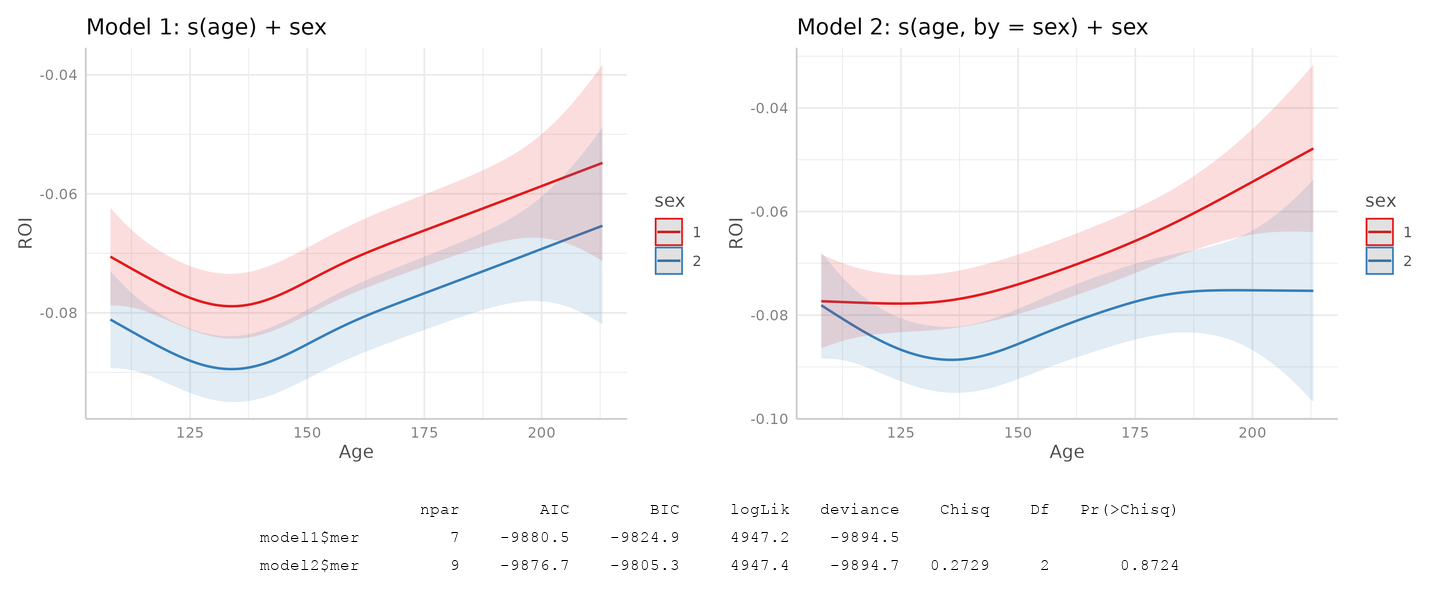 Model 1: s(age) + sex
-0.04
-0.06
-0.08
ROI
125 150 175 200
Age
sex
1
2
Model 2: s(age, by = sex) + sex
-0.04
-0.06
-0.08
-0.10
ROI
125 150 175 200
Age
sex
1
2
npar AIC BIC logLik deviance Chisq Df Pr(>Chisq)
model1$mer 7 -9880.5 -9824.9 4947.2 -9894.5
model2$mer 9 -9876.7 -9805.3 4947.4 -9894.7 0.2729 2 0.8724